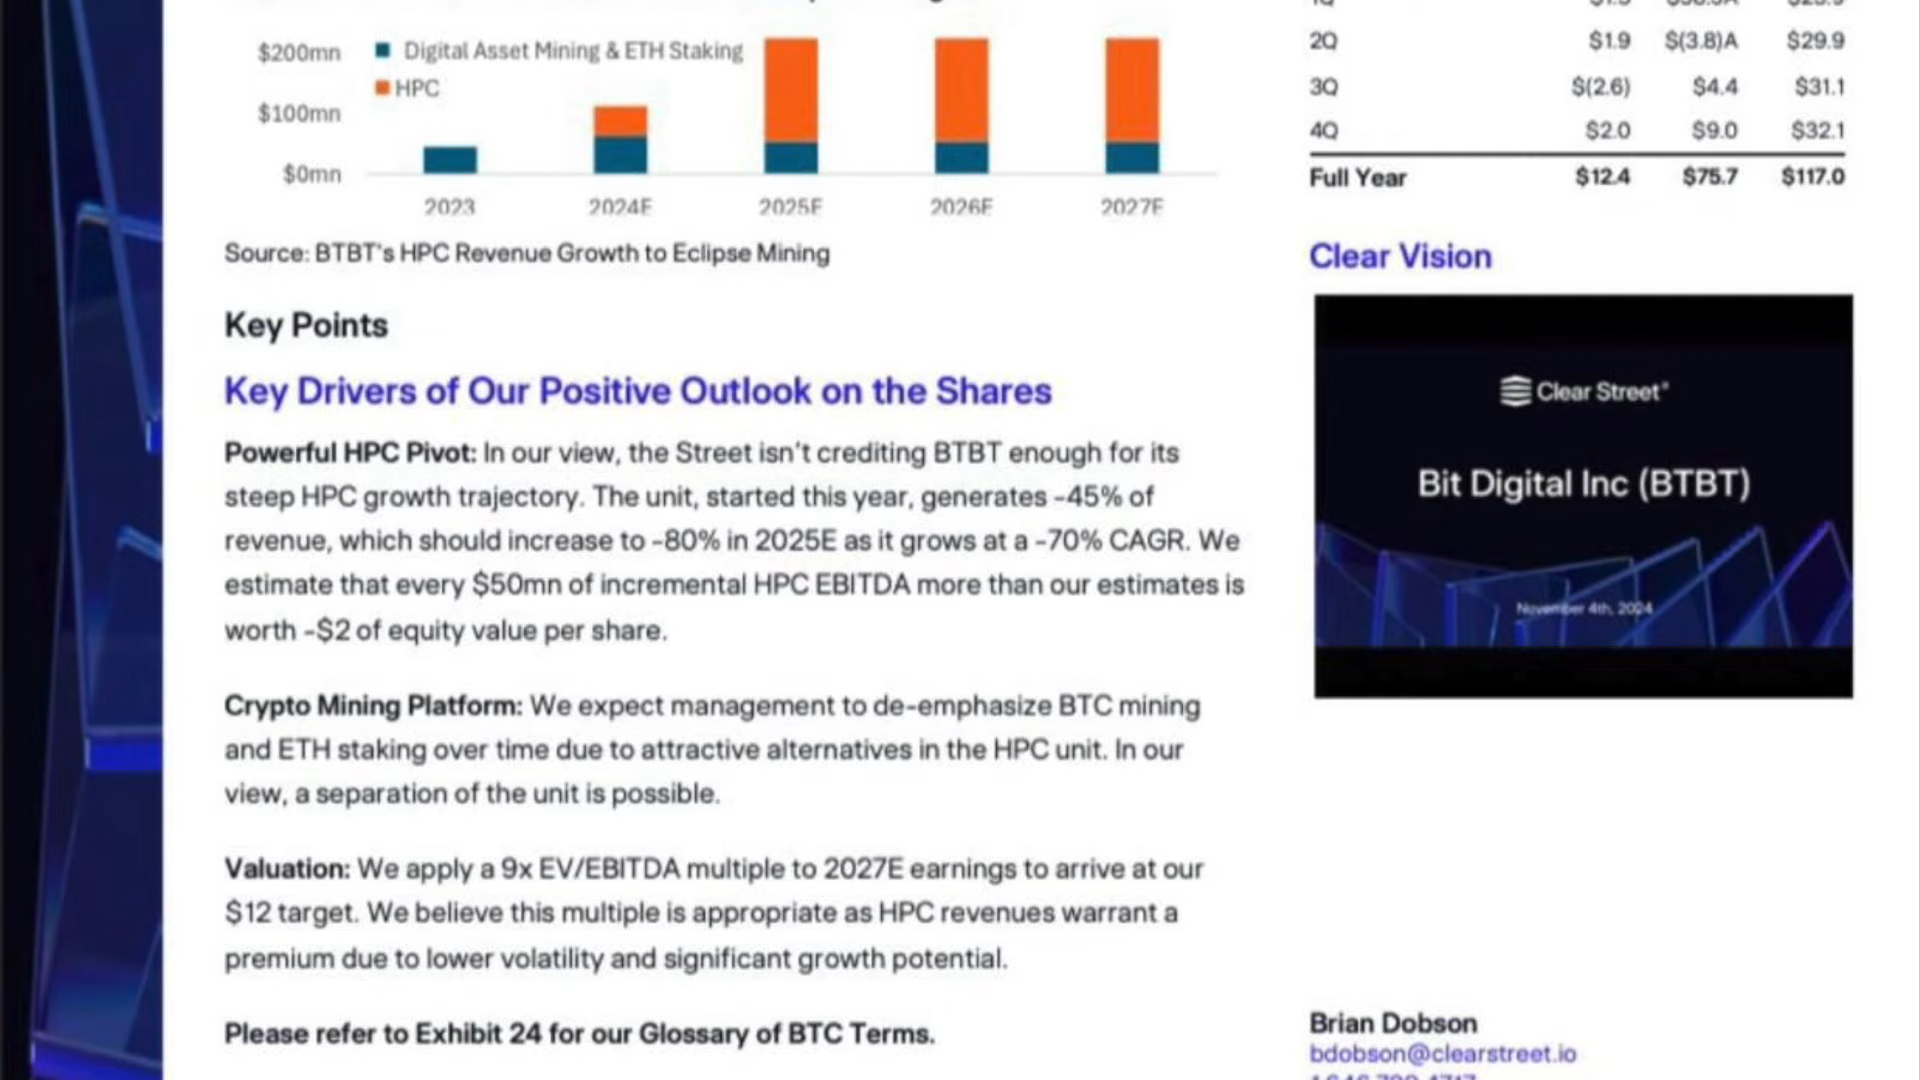 $200mn
Digital Asset Mining & ETH Staking
HPC
$100mn
$0mn
2023 2024E 2025E 2026E 2027E
Source: BTBT's HPC Revenue Growth to Eclipse Mining
Key Points
Key Drivers of Our Positive Outlook on the Shares
Powerful HPC Pivot: In our view, the Street isn't crediting BTBT enough for its
steep HPC growth trajectory. The unit, started this year, generates ~45% of
revenue, which should increase to ~80% in 2025E as it grows at a ~70% CAGR. We
estimate that every $50mn of incremental HPC EBITDA more than our estimates is
worth ~$2 of equity value per share.
Crypto Mining Platform: We expect management to de-emphasize BTC mining
and ETH staking over time due to attractive alternatives in the HPC unit. In our
view, a separation of the unit is possible.
Valuation: We apply a 9x EV/EBITDA multiple to 2027E earnings to arrive at our
$12 target. We believe this multiple is appropriate as HPC revenues warrant a
premium due to lower volatility and significant growth potential.
Please refer to Exhibit 24 for our Glossary of BTC Terms.
2Q $1.9 $(3.8)A $29.9
3Q $(2.6) $4.4 $31.1
4Q $2.0 $9.0 $32.1
Full Year $12.4 $75.7 $117.0
Clear Vision
Clear Street
Bit Digital Inc (BTBT)
November 4th, 2024
Brian Dobson
bdobson@clearstreet.io